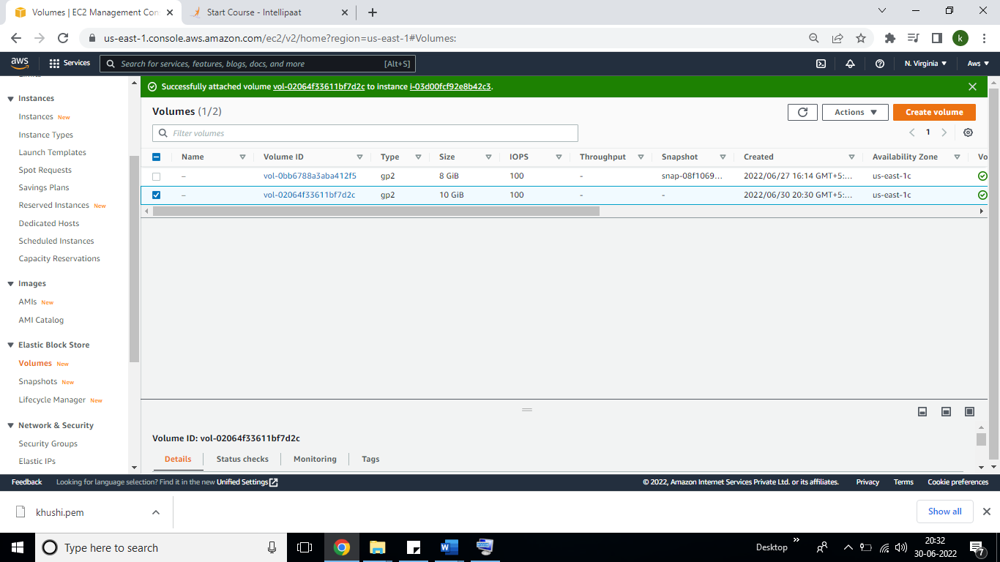 Volumes | EC2 Management Con
Start Course - Intellipaat
us-east-1.console.aws.amazon.com/ec2/v2/home?region=us-east-1#Volumes:
k
aws
Services
Search for services, features, blogs, docs, and more
[Alt+S]
N. Virginia
Aws
Limits
Instances
Instances New
Instance Types
Launch Templates
Spot Requests
Savings Plans
Reserved Instances New
Dedicated Hosts
Scheduled Instances
Capacity Reservations
Images
AMIs New
AMI Catalog
Elastic Block Store
Volumes New
Snapshots New
Lifecycle Manager New
Network & Security
Security Groups
Elastic IPs
Successfully attached volume vol-02064f33611bf7d2c to instance i-03d00fcf92e8b42c3.
Volumes (1/2)
Actions
Create volume
Filter volumes
1
Name Volume ID Type Size IOPS Throughput Snapshot Created Availability Zone Vo
– vol-0bb6788a3aba412f5 gp2 8 GiB 100 - snap-08f1069... 2022/06/27 16:14 GMT+5:... us-east-1c
– vol-02064f33611bf7d2c gp2 10 GiB 100 - - 2022/06/30 20:30 GMT+5:... us-east-1c
Volume ID: vol-02064f33611bf7d2c
Details
Status checks
Monitoring
Tags
Feedback
Looking for language selection? Find it in the new Unified Settings
© 2022, Amazon Internet Services Private Ltd. or its affiliates.
Privacy
Terms
Cookie preferences
khushi.pem
Show all
Type here to search
Desktop
20:32
30-06-2022
7